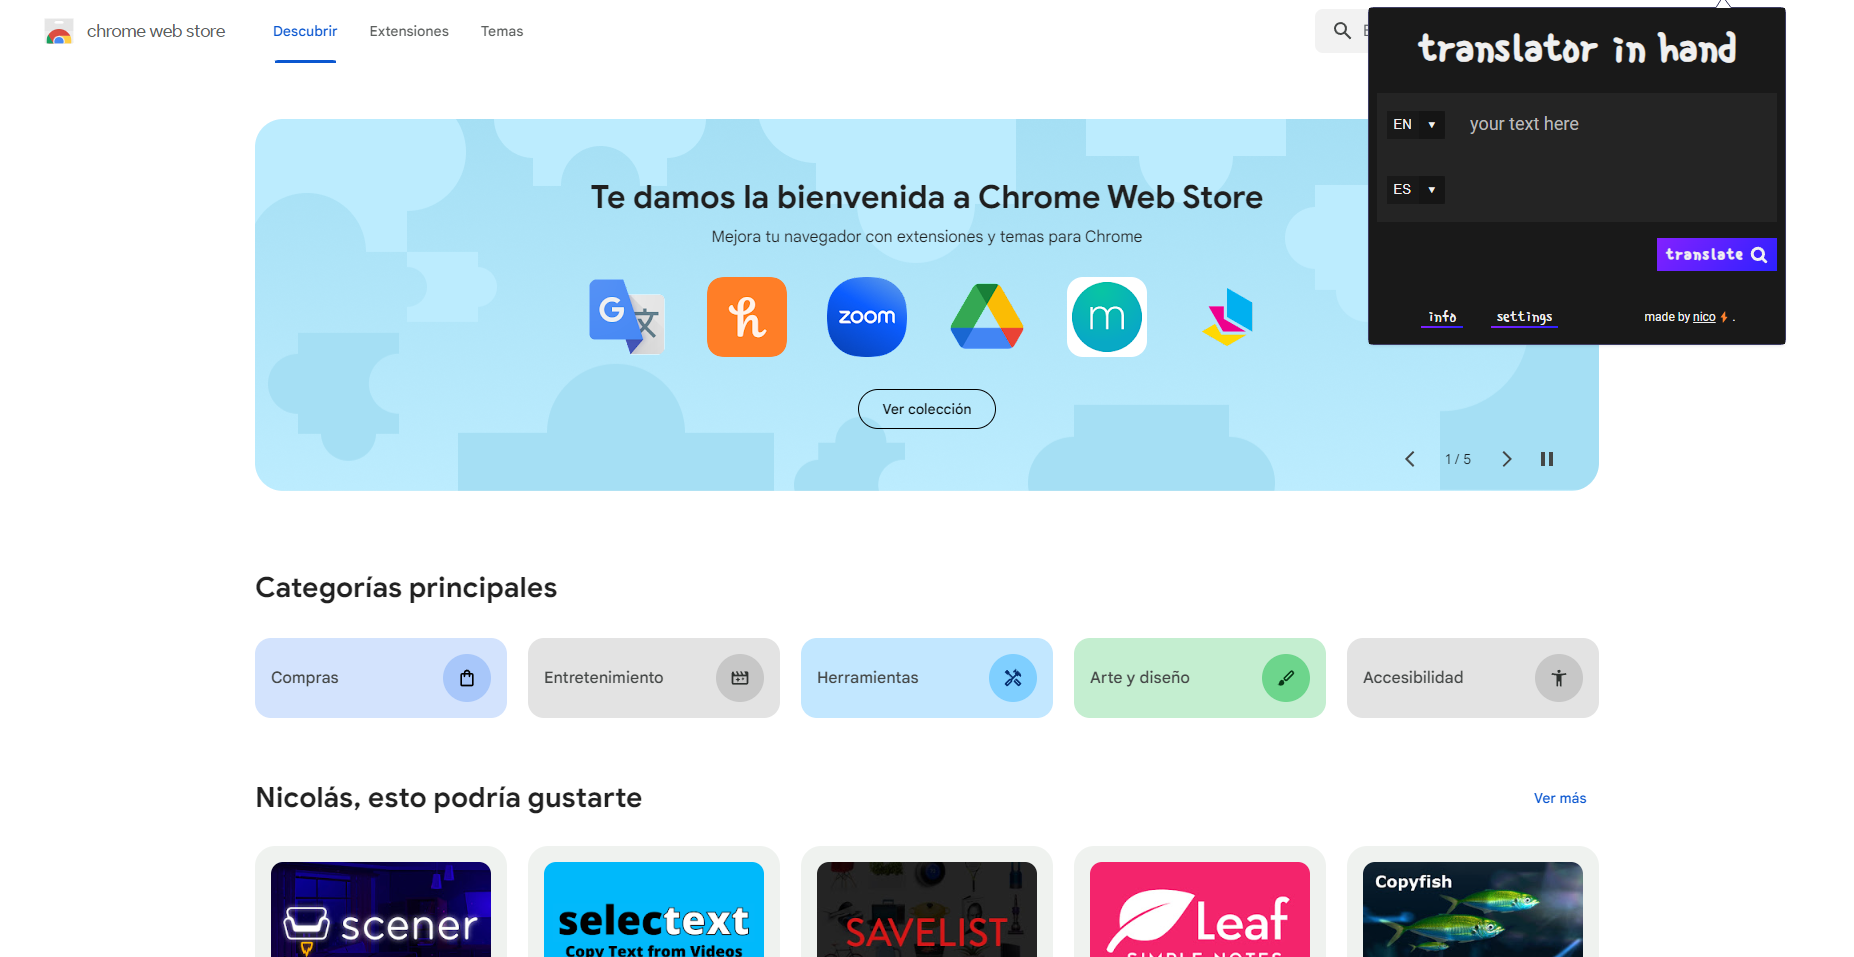 chrome web store
Descubrir
Extensiones
Temas
translator in hand
EN ▼
your text here
ES ▼
translate
info
settings
made by nico ⚡ .
Te damos la bienvenida a Chrome Web Store
Mejora tu navegador con extensiones y temas para Chrome
G 文
h
zoom
m
Ver colección
1 / 5
Categorías principales
Compras
Entretenimiento
Herramientas
Arte y diseño
Accesibilidad
Nicolás, esto podría gustarte
Ver más
scener
selectext
Copy Text from Videos
SAVELIST
Leaf
SIMPLE NOTES
Copyfish